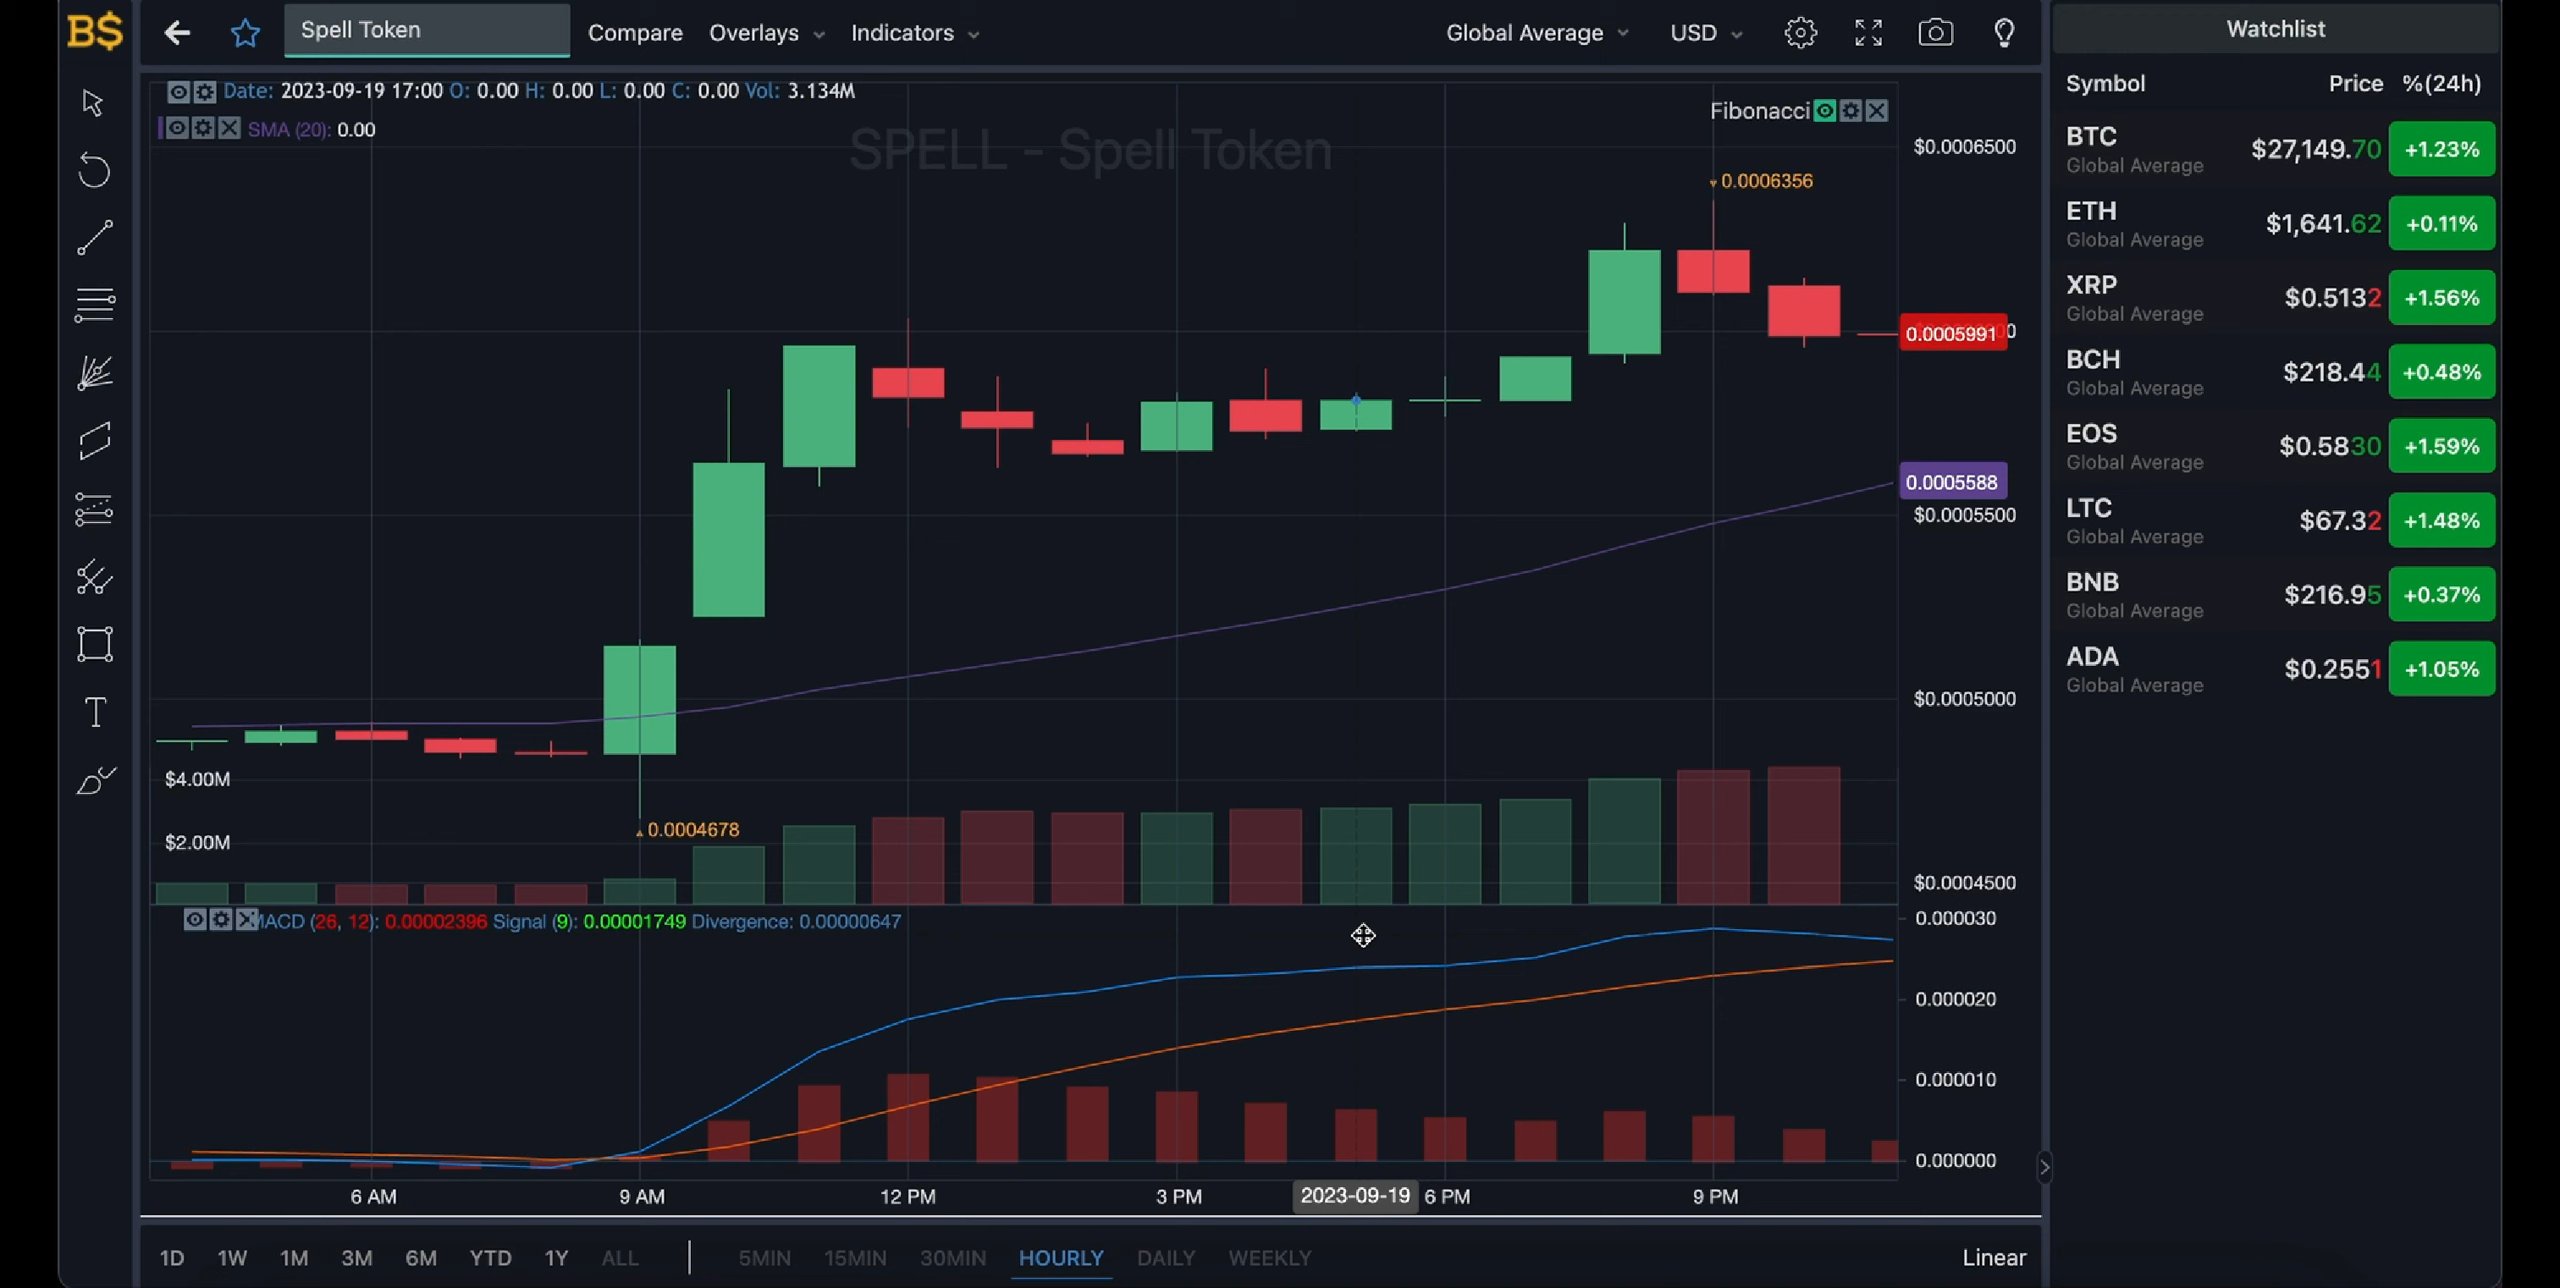 B$
Spell Token
Compare Overlays Indicators
Global Average USD
Date: 2023-09-19 17:00 O: 0.00 H: 0.00 L: 0.00 C: 0.00 Vol: 3.134M
SMA (20): 0.00
Fibonacci
SPELL - Spell Token
$0.0006500
0.0006356
0.0005991
0.0005588
$0.0005500
$0.0005000
$4.00M
0.0004678
$2.00M
$0.0004500
MACD (26, 12): 0.00002396 Signal (9): 0.00001749 Divergence: 0.00000647
0.000030
0.000020
0.000010
0.000000
6 AM 9 AM 12 PM 3 PM 2023-09-19 6 PM 9 PM
1D 1W 1M 3M 6M YTD 1Y ALL 5MIN 15MIN 30MIN HOURLY DAILY WEEKLY
Linear
Watchlist
Symbol Price %(24h)
BTC $27,149.70 +1.23%
Global Average
ETH $1,641.62 +0.11%
Global Average
XRP $0.5132 +1.56%
Global Average
BCH $218.44 +0.48%
Global Average
EOS $0.5830 +1.59%
Global Average
LTC $67.32 +1.48%
Global Average
BNB $216.95 +0.37%
Global Average
ADA $0.2551 +1.05%
Global Average